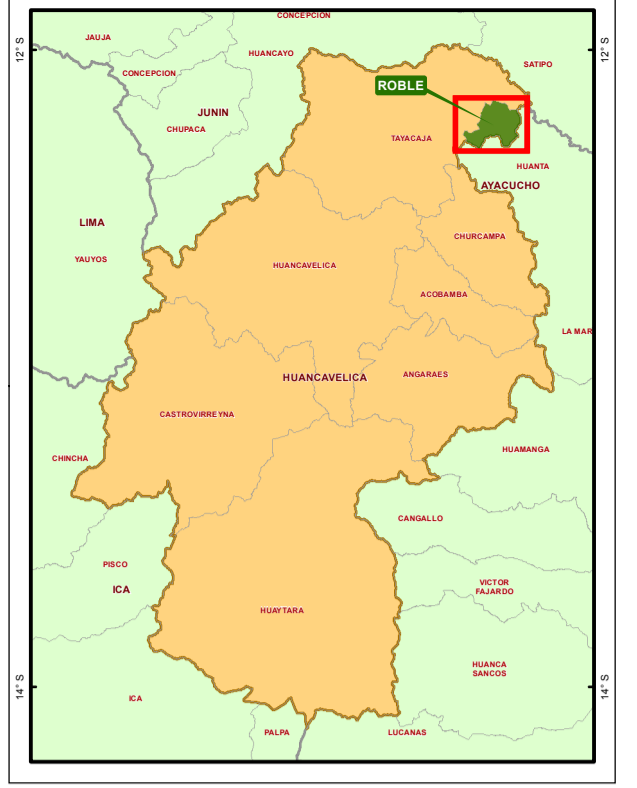 CONCEPCION
JAUJA
12° S
12° S
HUANCAYO
SATIPO
CONCEPCION
ROBLE
JUNIN
CHUPACA
TAYACAJA
HUANTA
AYACUCHO
LIMA
CHURCAMPA
YAUYOS
HUANCAVELICA
ACOBAMBA
LA MAR
HUANCAVELICA
ANGARAES
CASTROVIRREYNA
HUAMANGA
CHINCHA
CANGALLO
PISCO
ICA
VICTOR
FAJARDO
HUAYTARA
HUANCA
SANCOS
14° S
14° S
ICA
PALPA
LUCANAS